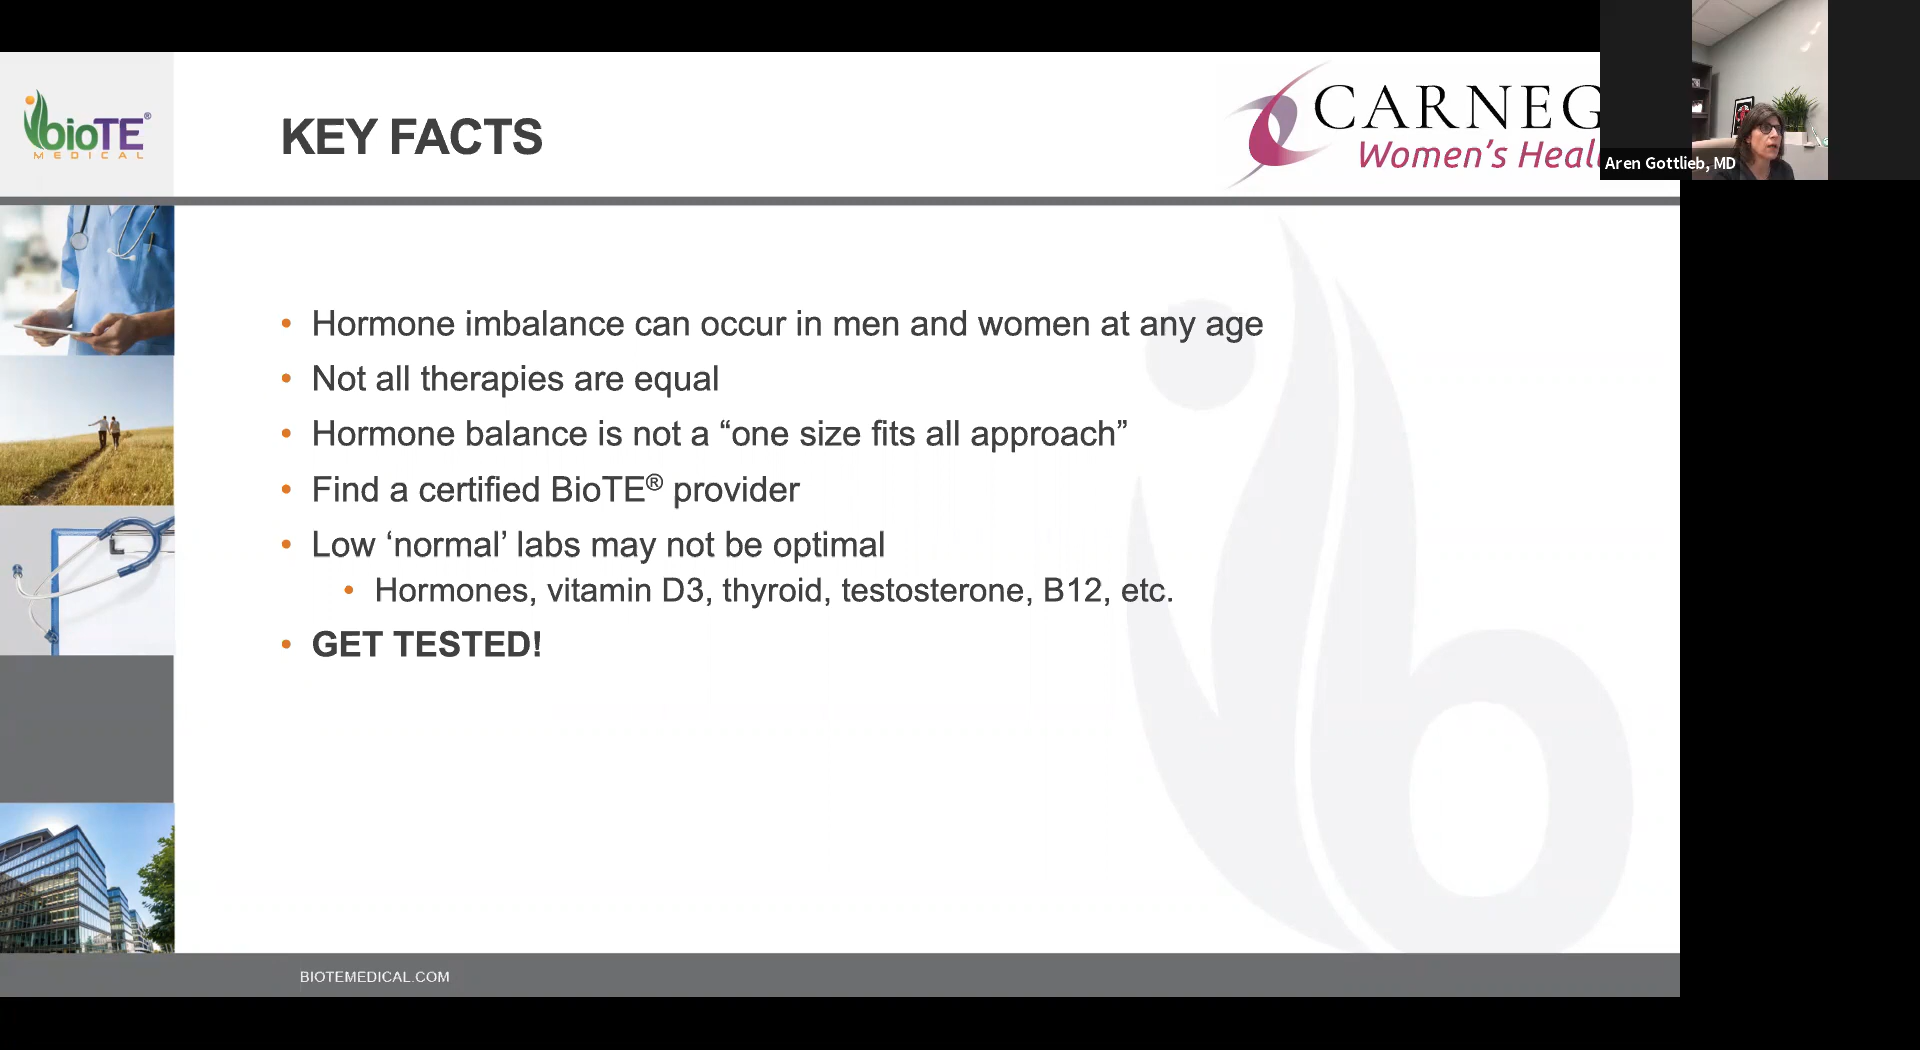 bioTE®
MEDICAL
KEY FACTS
CARNEG
Women's Heal
Aren Gottlieb, MD
• Hormone imbalance can occur in men and women at any age
• Not all therapies are equal
• Hormone balance is not a “one size fits all approach”
• Find a certified BioTE® provider
• Low ‘normal’ labs may not be optimal
• Hormones, vitamin D3, thyroid, testosterone, B12, etc.
• GET TESTED!
BIOTEMEDICAL.COM